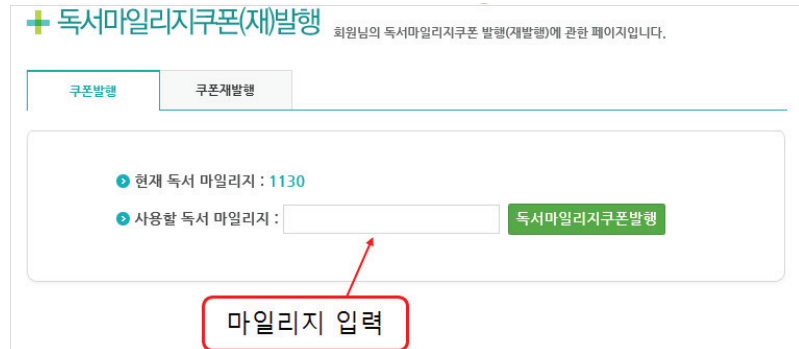 독서마일리지쿠폰(재)발행 회원님의 독서마일리지쿠폰 발행(재발행)에 관한 페이지입니다.
쿠폰발행 쿠폰재발행
현재 독서 마일리지 : 1130
사용할 독서 마일리지 : 독서마일리지쿠폰발행
마일리지 입력